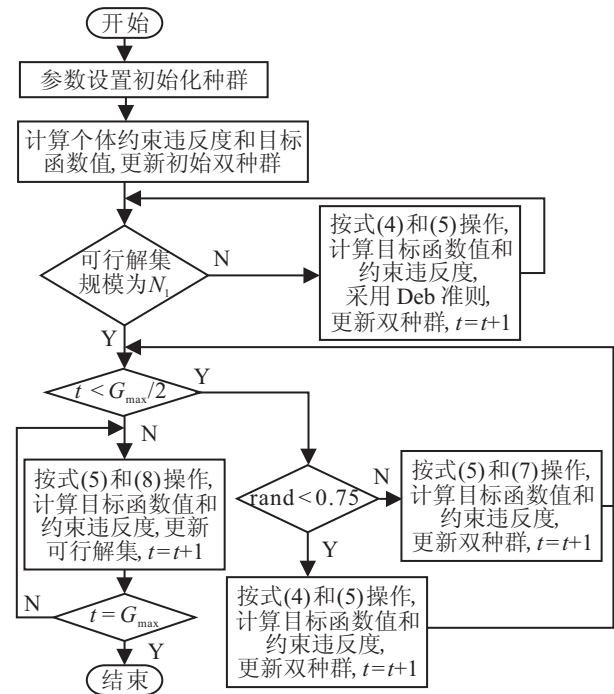 开始
参数设置初始化种群
计算个体约束违反度和目标
函数值,更新初始双种群
可行解集
规模为N₁
N
按式(4)和(5)操作,
计算目标函数值和
约束违反度,
采用 Deb 准则,
更新双种群, t=t+1
Y
t<Gmax/2
Y
N
按式(5)和(8)操作,
计算目标函数值和
约束违反度,更新
可行解集, t=t+1
rand<0.75
N
按式(5)和(7)操作,
计算目标函数值和
约束违反度,
更新双种群, t=t+1
Y
按式(4)和(5)操作,
计算目标函数值和
约束违反度,
更新双种群, t=t+1
N
t=Gmax
Y
结束